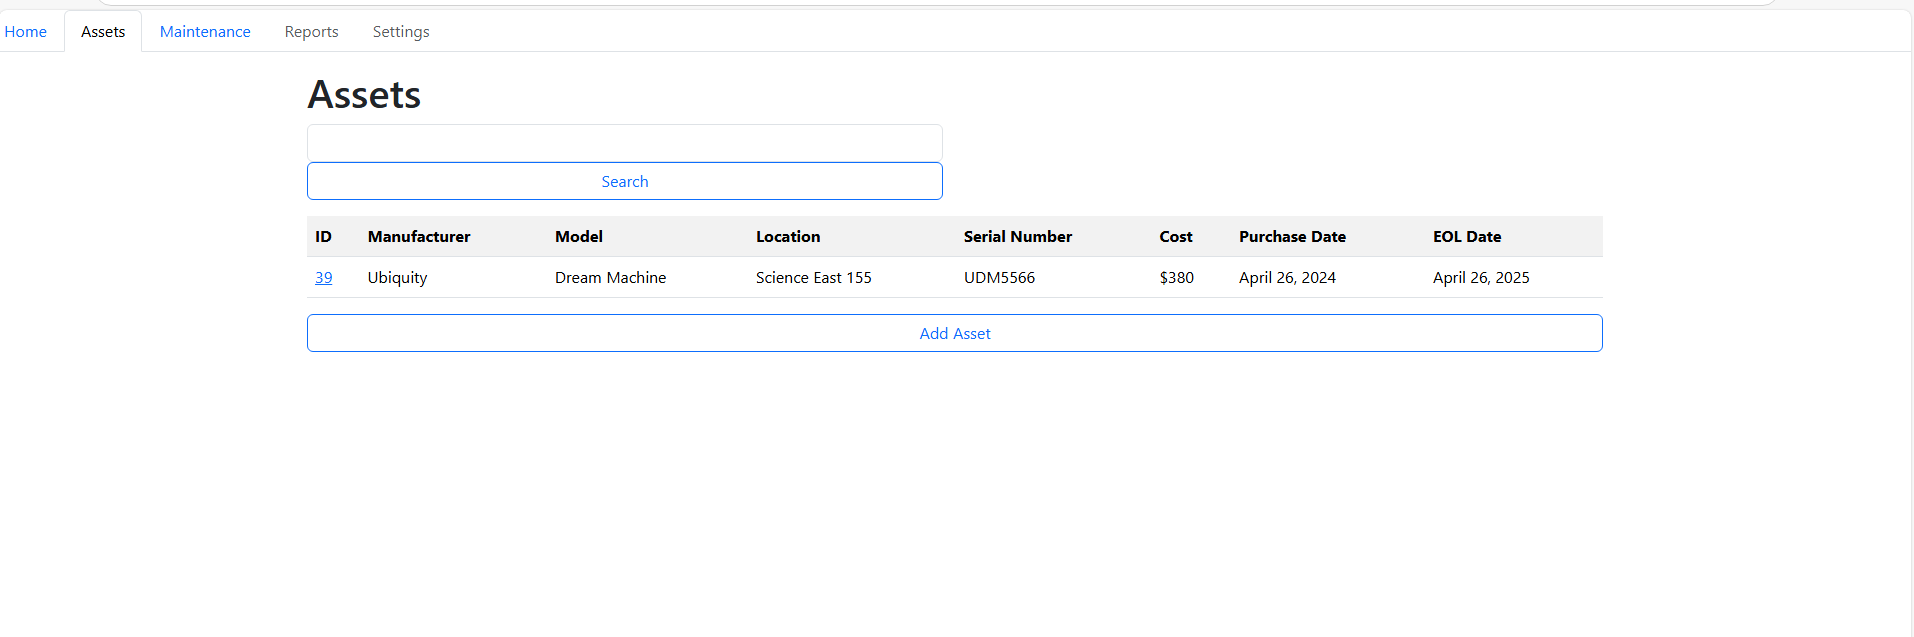 Home Assets Maintenance Reports Settings
Assets
Search
ID Manufacturer Model Location Serial Number Cost Purchase Date EOL Date
39 Ubiquity Dream Machine Science East 155 UDM5566 $380 April 26, 2024 April 26, 2025
Add Asset